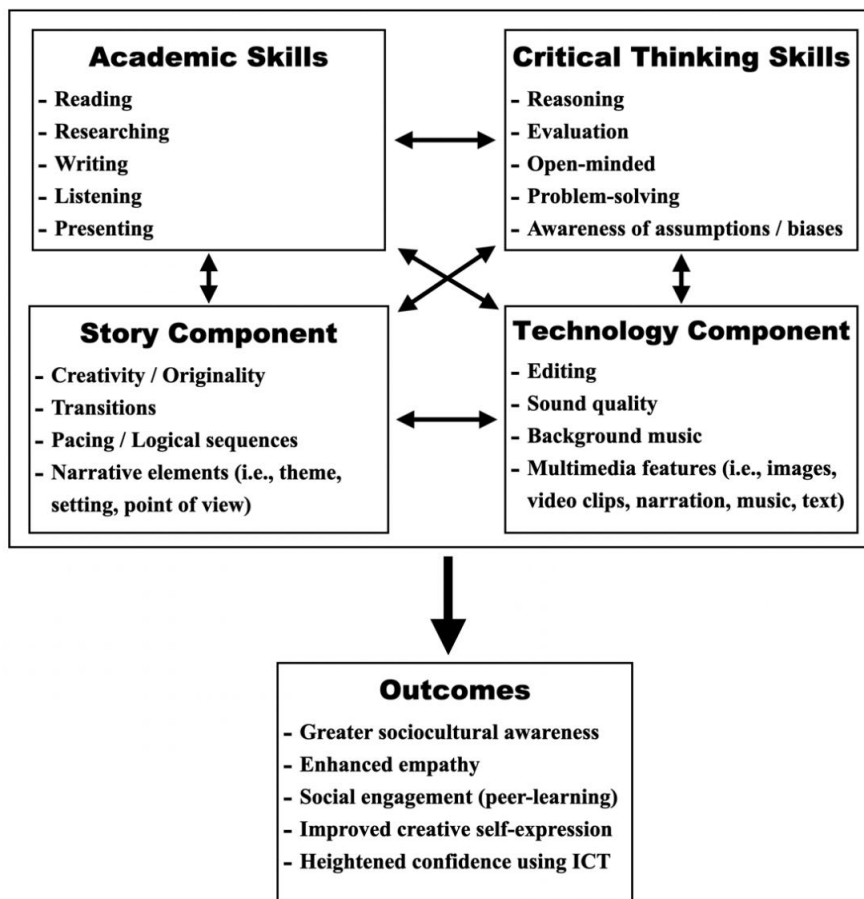 Academic Skills
- Reading
- Researching
- Writing
- Listening
- Presenting
Critical Thinking Skills
- Reasoning
- Evaluation
- Open-minded
- Problem-solving
- Awareness of assumptions / biases
Story Component
- Creativity / Originality
- Transitions
- Pacing / Logical sequences
- Narrative elements (i.e., theme,
setting, point of view)
Technology Component
- Editing
- Sound quality
- Background music
- Multimedia features (i.e., images,
video clips, narration, music, text)
Outcomes
- Greater sociocultural awareness
- Enhanced empathy
- Social engagement (peer-learning)
- Improved creative self-expression
- Heightened confidence using ICT